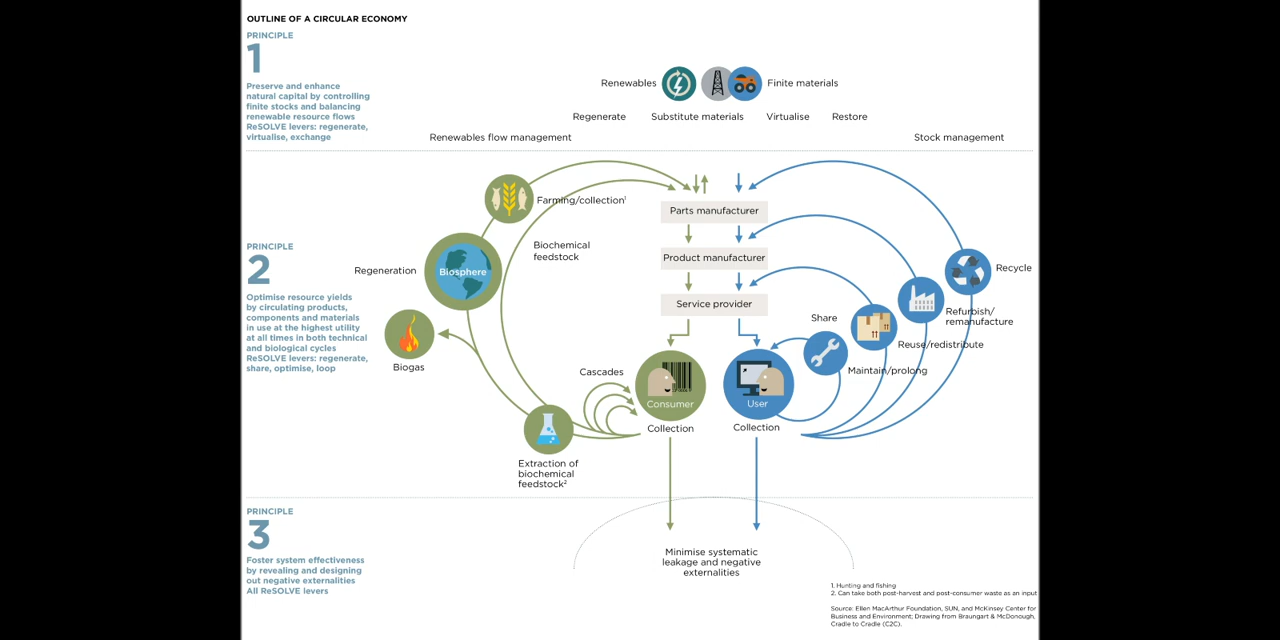 OUTLINE OF A CIRCULAR ECONOMY
PRINCIPLE
1
Preserve and enhance
natural capital by controlling
finite stocks and balancing
renewable resource flows
ReSOLVE levers: regenerate,
virtualise, exchange
Renewables
Finite materials
Regenerate
Substitute materials
Virtualise
Restore
Renewables flow management
Stock management
PRINCIPLE
2
Optimise resource yields
by circulating products,
components and materials
in use at the highest utility
at all times in both technical
and biological cycles
ReSOLVE levers: regenerate,
share, optimise, loop
Farming/collection¹
Biochemical
feedstock
Regeneration
Biosphere
Biogas
Cascades
Extraction of
biochemical
feedstock²
Parts manufacturer
Product manufacturer
Service provider
Consumer
Collection
User
Collection
Share
Maintain/prolong
Reuse/redistribute
Refurbish/
remanufacture
Recycle
PRINCIPLE
3
Foster system effectiveness
by revealing and designing
out negative externalities
All ReSOLVE levers
Minimise systematic
leakage and negative
externalities
1. Hunting and fishing
2. Can take both post-harvest and post-consumer waste as an input
Source: Ellen MacArthur Foundation, SUN, and McKinsey Center for
Business and Environment; Drawing from Braungart & McDonough,
Cradle to Cradle (C2C).